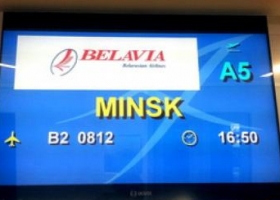 BELAVIA
Belarusian Airlines
A5
MINSK
B2 0812 16:50